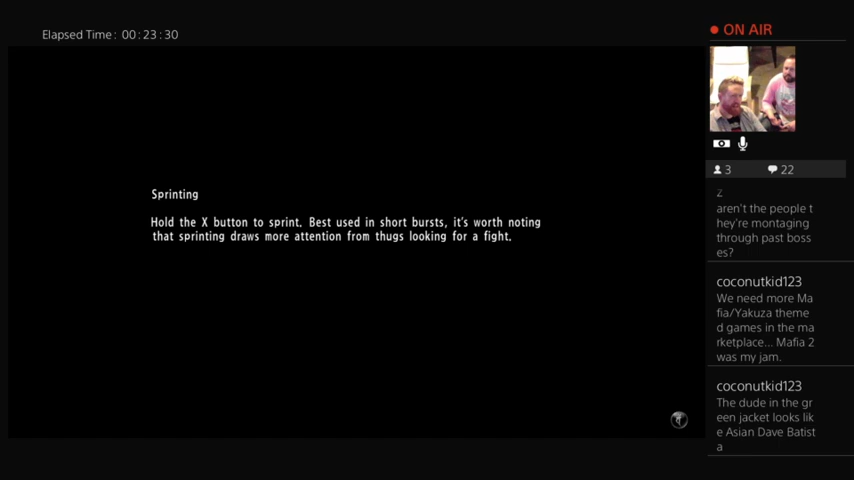 Elapsed Time: 00:23:30
ON AIR
3
22
Sprinting
Hold the X button to sprint. Best used in short bursts, it's worth noting
that sprinting draws more attention from thugs looking for a fight.
aren't the people t
hey're montaging
through past boss
es?
coconutkid123
We need more Ma
fia/Yakuza theme
d games in the ma
rketplace... Mafia 2
was my jam.
coconutkid123
The dude in the gr
een jacket looks lik
e Asian Dave Batist
a